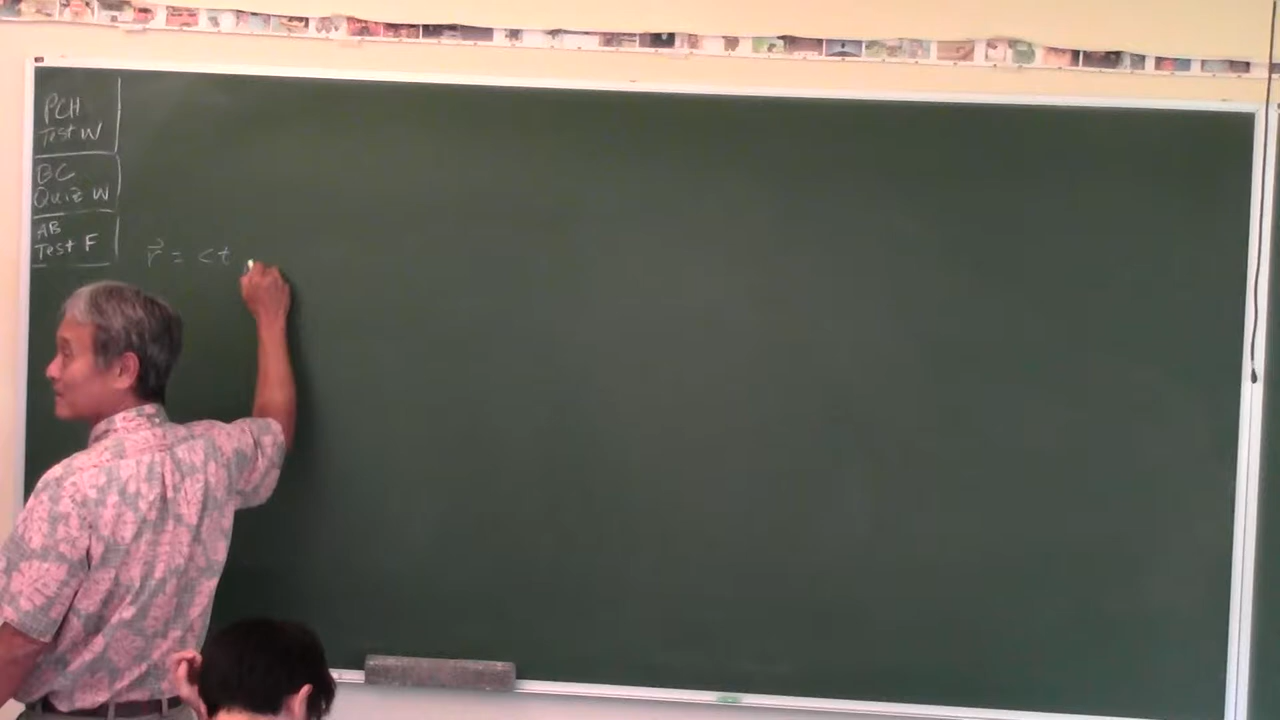 PCH
Test W
BC
Quiz W
AB
Test F
r⃗ = <t